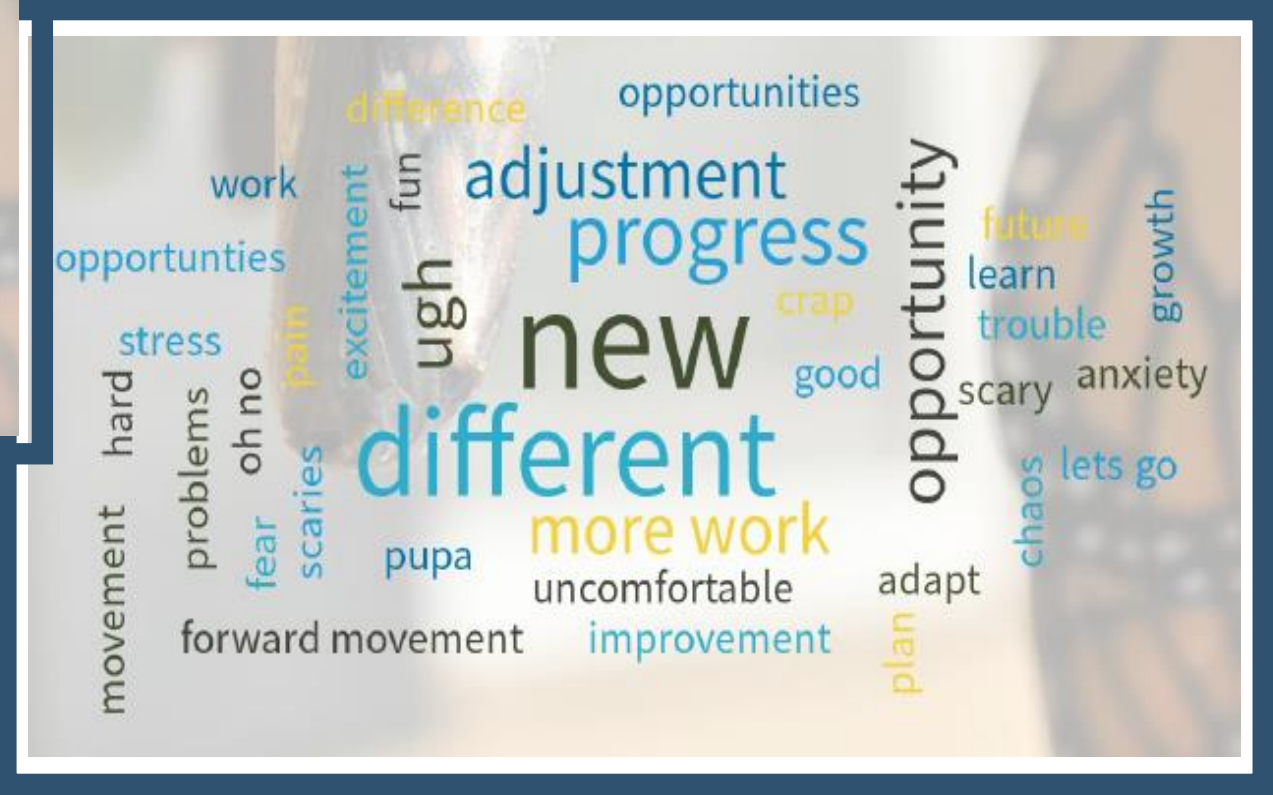 difference
opportunities
work
excitement
fun
adjustment
progress
opportunity
future
growth
opportunties
ugh
learn
crap
trouble
stress
pain
new
good
scary
anxiety
hard
problems
oh no
different
lets go
scaries
chaos
movement
fear
pupa
more work
uncomfortable
adapt
forward movement
improvement
plan